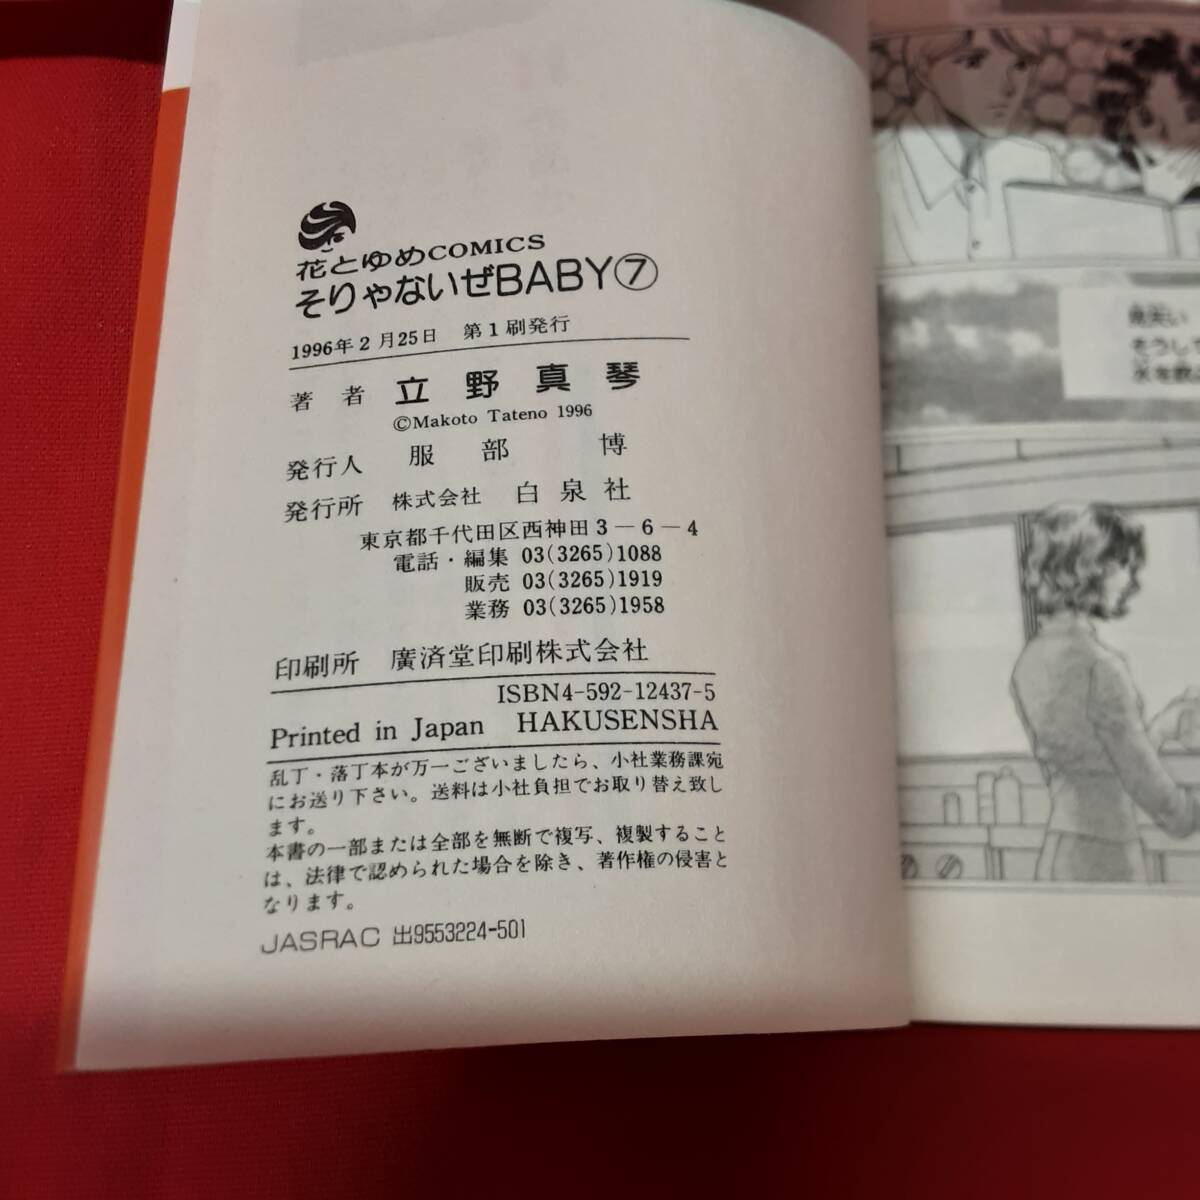 花とゆめCOMICS
そりゃないぜBABY⑦
1996年2月25日 第1刷発行
著者 立野真琴
©Makoto Tateno 1996
発行人 服部 博
発行所 株式会社 白泉社
東京都千代田区西神田3-6-4
電話・編集 03(3265)1088
販売 03(3265)1919
業務 03(3265)1958
印刷所 廣済堂印刷株式会社
ISBN4-592-12437-5
Printed in Japan HAKUSENSHA
乱丁・落丁本が万一ございましたら、小社業務課宛
にお送り下さい。送料は小社負担でお取り替え致し
ます。
本書の一部または全部を無断で複写、複製すること
は、法律で認められた場合を除き、著作権の侵害と
なります。
JASRAC 出9553224-501
そうして
水を飲